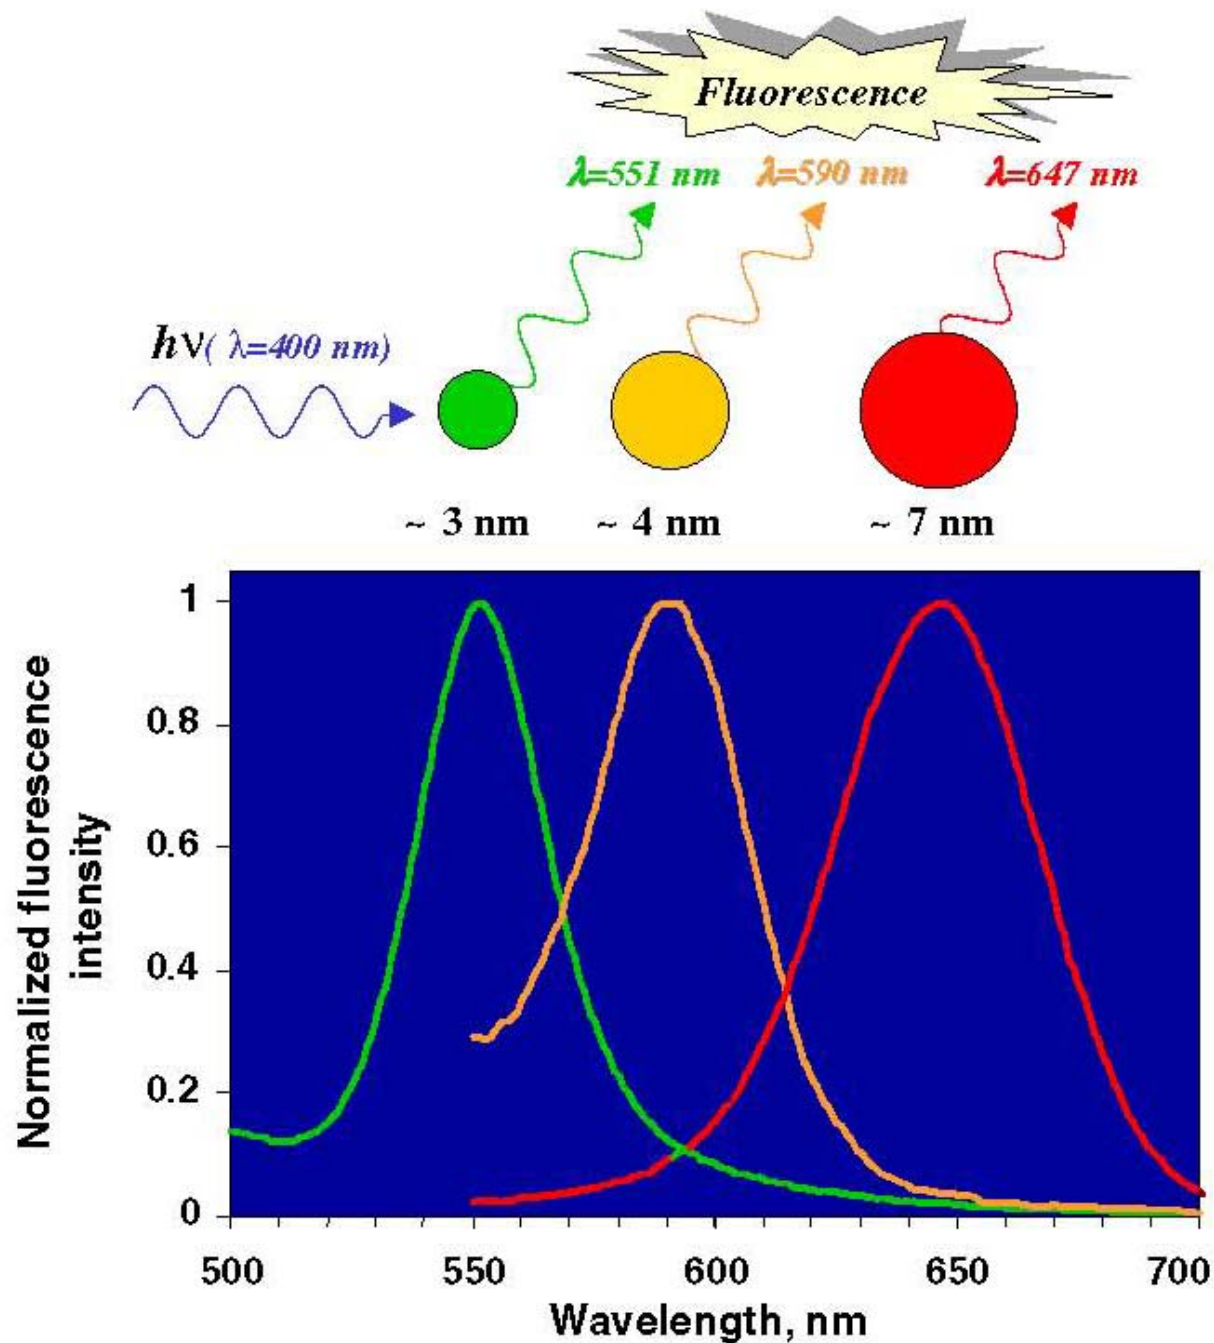 Fluorescence
λ=551 nm λ=590 nm λ=647 nm
hν( λ=400 nm)
~ 3 nm ~ 4 nm ~ 7 nm
1
0.8
0.6
0.4
0.2
0
Normalized fluorescence
intensity
500 550 600 650 700
Wavelength, nm